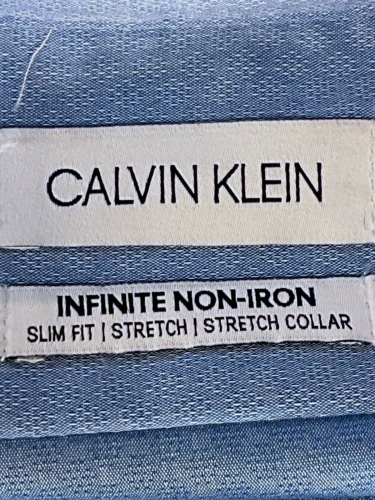 CALVIN KLEIN
INFINITE NON-IRON
SLIM FIT | STRETCH | STRETCH COLLAR